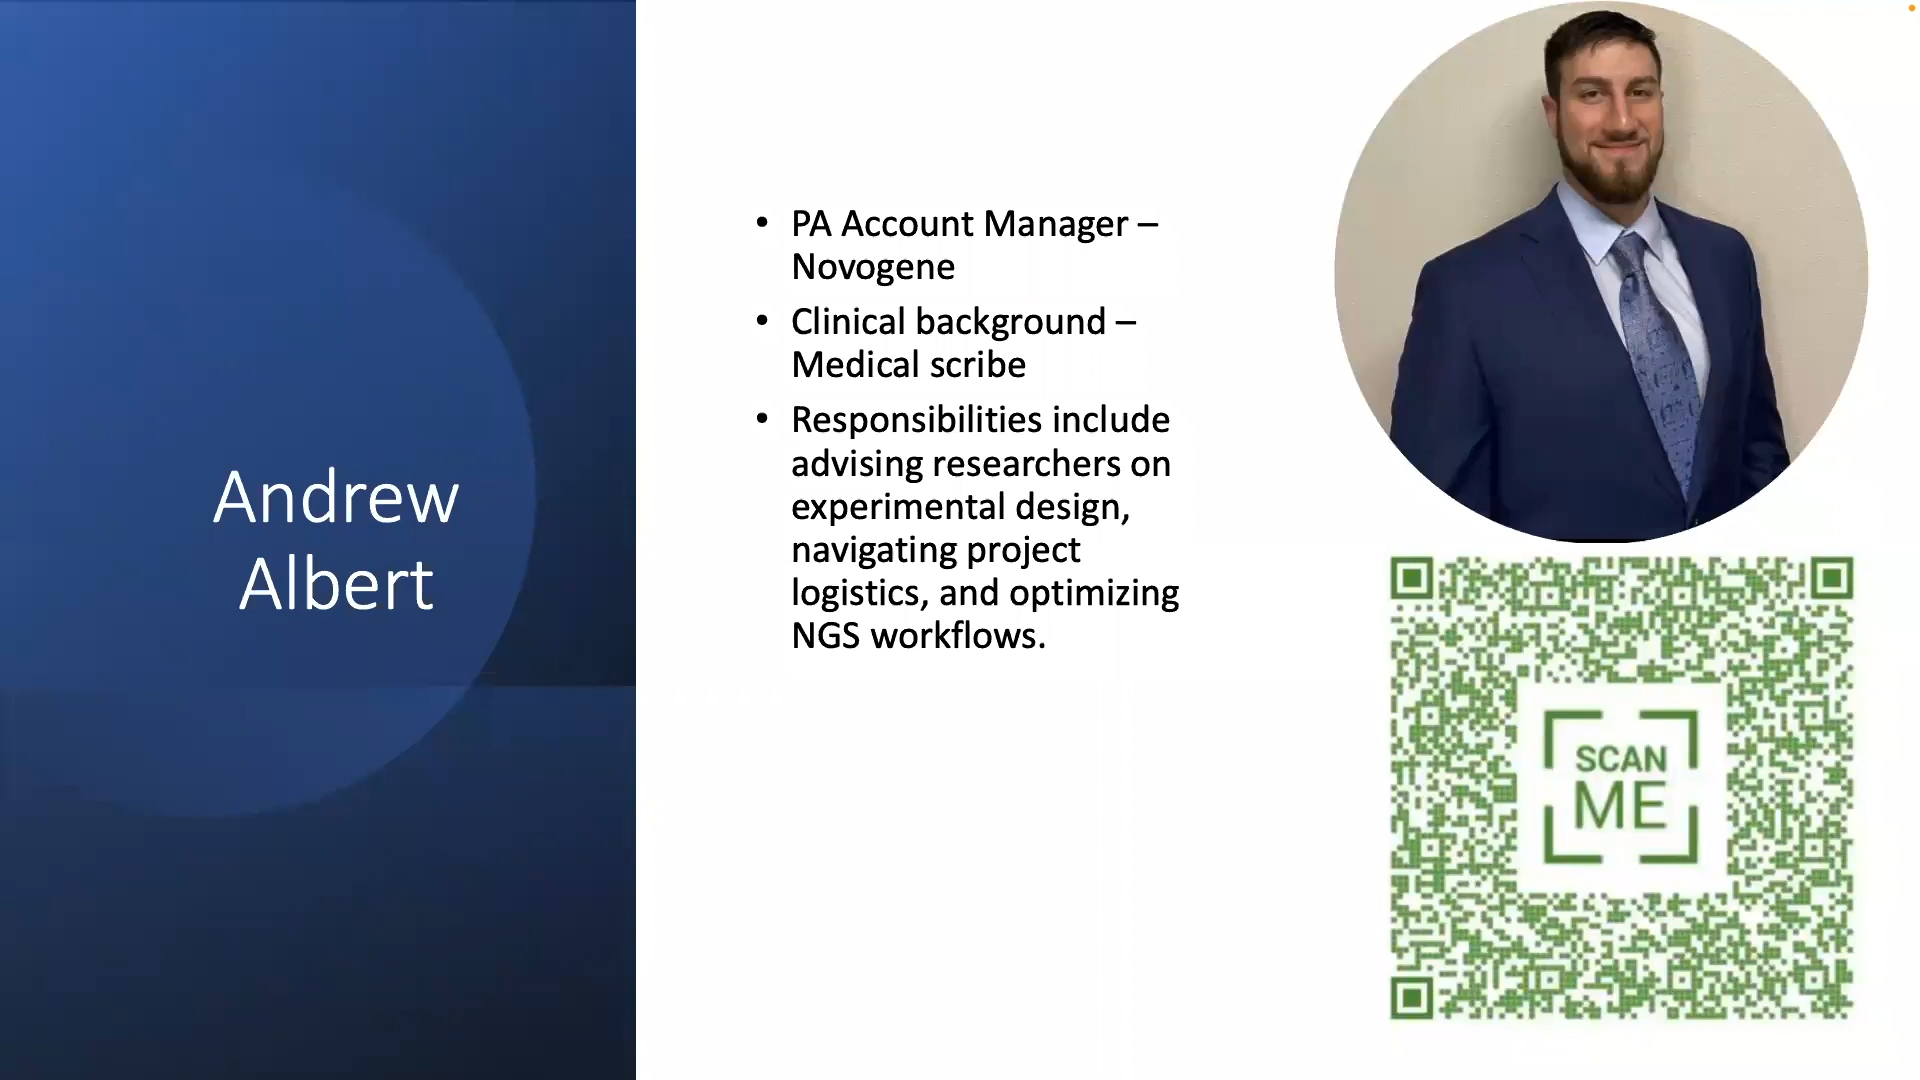 Andrew
Albert
• PA Account Manager –
Novogene
• Clinical background –
Medical scribe
• Responsibilities include
advising researchers on
experimental design,
navigating project
logistics, and optimizing
NGS workflows.
SCAN
ME